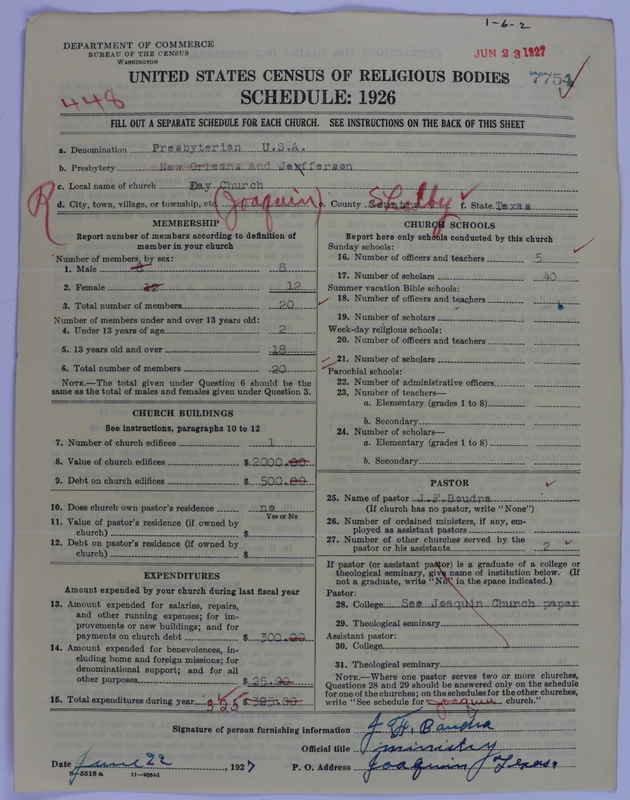 1-6-2
DEPARTMENT OF COMMERCE
BUREAU OF THE CENSUS
WASHINGTON
JUN 23 1927
UNITED STATES CENSUS OF RELIGIOUS BODIES
7754
448
SCHEDULE: 1926
FILL OUT A SEPARATE SCHEDULE FOR EACH CHURCH. SEE INSTRUCTIONS ON THE BACK OF THIS SHEET
a. Denomination Presbyterian U.S.A.
b. Presbytery New Orleans and Jefferson
c. Local name of church Day Church
R d. City, town, village, or township, etc (Joaquin) e. County Shelby f. State Texas
MEMBERSHIP
Report number of members according to definition of
member in your church
Number of members, by sex:
1. Male 8 8
2. Female 12 12
3. Total number of members 20
Number of members under and over 13 years old:
4. Under 13 years of age 2
5. 13 years old and over 18
6. Total number of members 20
NOTE.—The total given under Question 6 should be the
same as the total of males and females given under Question 3.
CHURCH BUILDINGS
See instructions, paragraphs 10 to 12
7. Number of church edifices 1
8. Value of church edifices $2000.00
9. Debt on church edifices $500.00
10. Does church own pastor's residence no
Yes or No
11. Value of pastor's residence (if owned by
church) $
12. Debt on pastor's residence (if owned by
church) $
EXPENDITURES
Amount expended by your church during last fiscal year
13. Amount expended for salaries, repairs,
and other running expenses; for im-
provements or new buildings; and for
payments on church debt $300.00
14. Amount expended for benevolences, in-
cluding home and foreign missions; for
denominational support; and for all
other purposes $25.00
15. Total expenditures during year 325 $
CHURCH SCHOOLS
Report here only schools conducted by this church
Sunday schools:
16. Number of officers and teachers 5
17. Number of scholars 40
Summer vacation Bible schools:
18. Number of officers and teachers
19. Number of scholars
Week-day religious schools:
20. Number of officers and teachers
21. Number of scholars
Parochial schools:
22. Number of administrative officers
23. Number of teachers—
a. Elementary (grades 1 to 8)
b. Secondary
24. Number of scholars—
a. Elementary (grades 1 to 8)
b. Secondary
PASTOR
25. Name of pastor J.F.Baudra
(If church has no pastor, write "None")
26. Number of ordained ministers, if any, em-
ployed as assistant pastors
27. Number of other churches served by the
pastor or his assistants 2
If pastor (or assistant pastor) is a graduate of a college or
theological seminary, give name of institution below. (If
not a graduate, write "No" in the space indicated.)
Pastor:
28. College See Joaquin Church paper
29. Theological seminary
Assistant pastor:
30. College
31. Theological seminary
NOTE.—Where one pastor serves two or more churches,
Questions 28 and 29 should be answered only on the schedule
for one of the churches; on the schedules for the other churches,
write "See schedule for Joaquin church."
Signature of person furnishing information J. F. Baudra
Official title ministry
Date June 22, 1927 P. O. Address Joaquin Texas.
8-5518 a